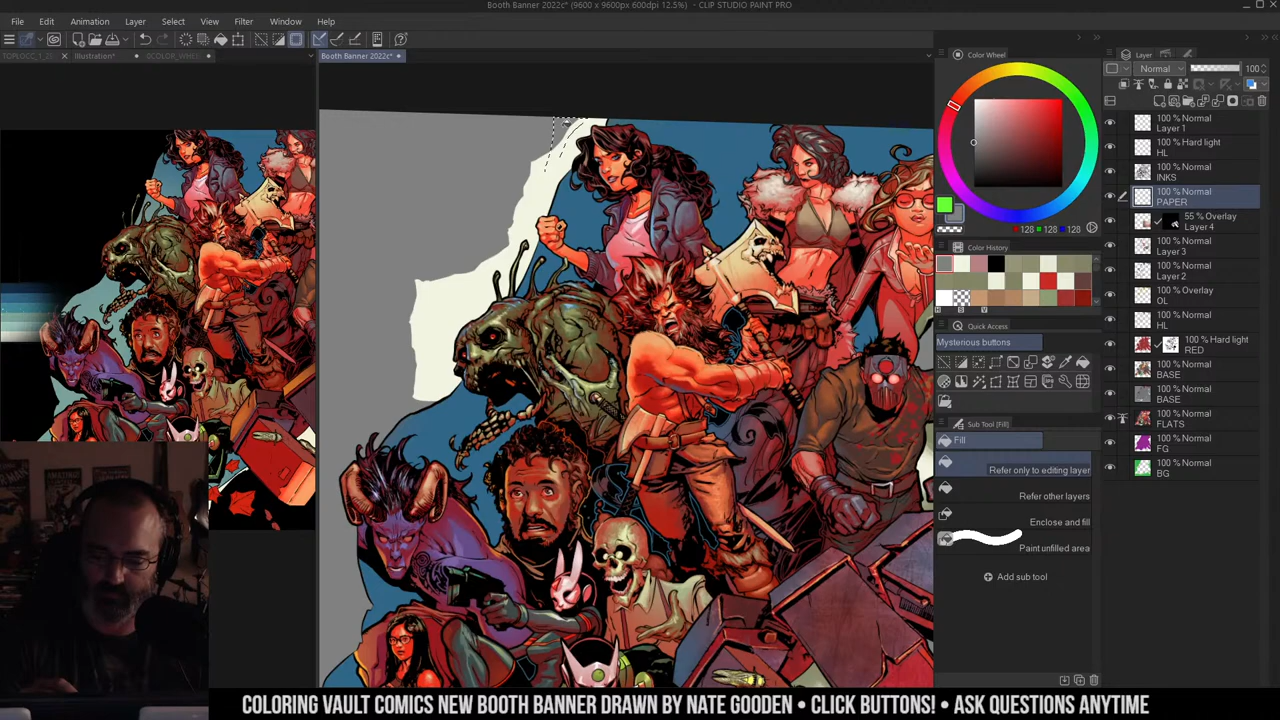 Booth Banner 2022c* (9600 x 9600px 600dpi 12.5%) - CLIP STUDIO PAINT PRO
File Edit Animation Layer Select View Filter Window Help
Illustration* Booth Banner 2022c*
Color Wheel
128 128 128
Color History
Quick Access
Mysterious buttons
Sub Tool [Fill]
Fill
Refer only to editing layer
Refer other layers
Enclose and fill
Paint unfilled area
Add sub tool
Layer
Normal 100
100 % Normal
Layer 1
100 % Hard light
HL
100 % Normal
INKS
100 % Normal
PAPER
55 % Overlay
Layer 4
100 % Normal
Layer 3
100 % Normal
Layer 2
100 % Overlay
OL
100 % Normal
HL
100 % Hard light
RED
100 % Normal
BASE
100 % Normal
BASE
100 % Normal
FLATS
100 % Normal
FG
100 % Normal
BG
COLORING VAULT COMICS NEW BOOTH BANNER DRAWN BY NATE GOODEN • CLICK BUTTONS! • ASK QUESTIONS ANYTIME